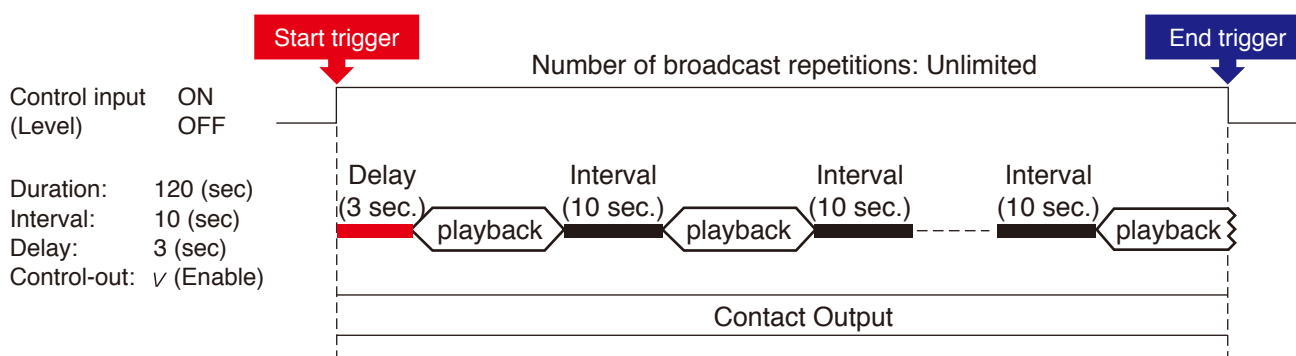 Start trigger
End trigger
Number of broadcast repetitions: Unlimited
Control input ON
(Level) OFF
Delay
(3 sec.)
Interval
(10 sec.)
Interval
(10 sec.)
Interval
(10 sec.)
Duration: 120 (sec)
Interval: 10 (sec)
Delay: 3 (sec)
Control-out: ✓ (Enable)
playback
playback
playback
Contact Output